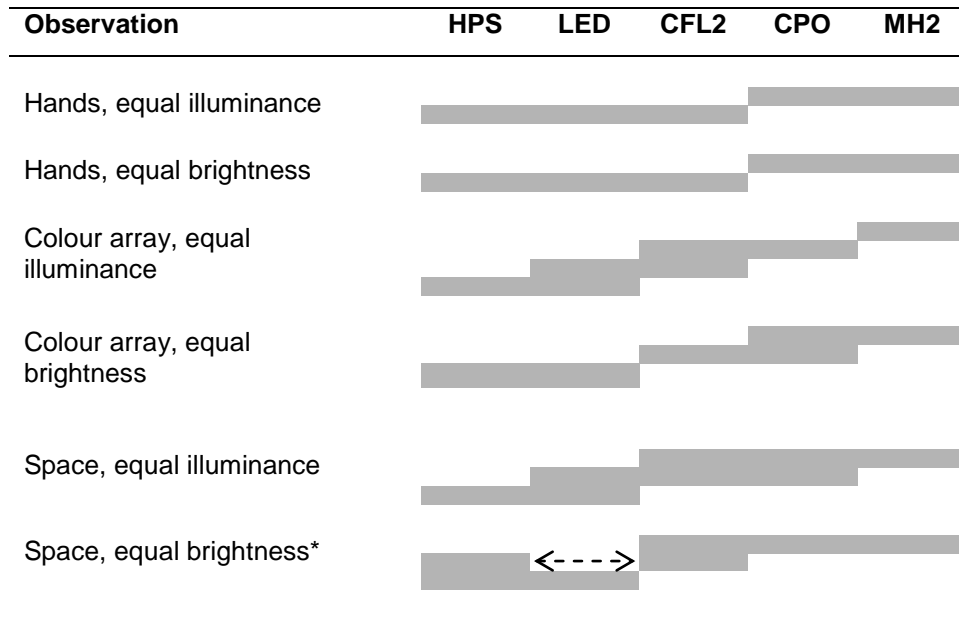 Observation HPS LED CFL2 CPO MH2
Hands, equal illuminance
Hands, equal brightness
Colour array, equal
illuminance
Colour array, equal
brightness
Space, equal illuminance
Space, equal brightness*